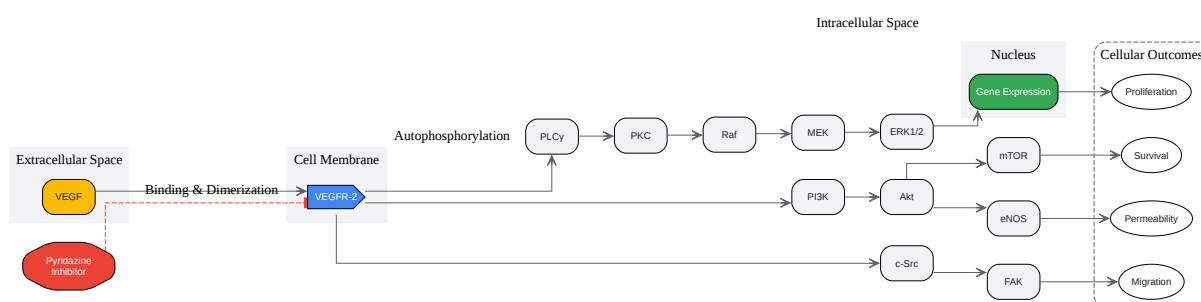 Intracellular Space
Nucleus
Cellular Outcomes
Gene Expression
Proliferation
Autophosphorylation
PLCγ
PKC
Raf
MEK
ERK1/2
Extracellular Space
Cell Membrane
mTOR
Survival
VEGF
Binding & Dimerization
VEGFR-2
PI3K
Akt
eNOS
Permeability
Pyridazine
Inhibitor
c-Src
FAK
Migration